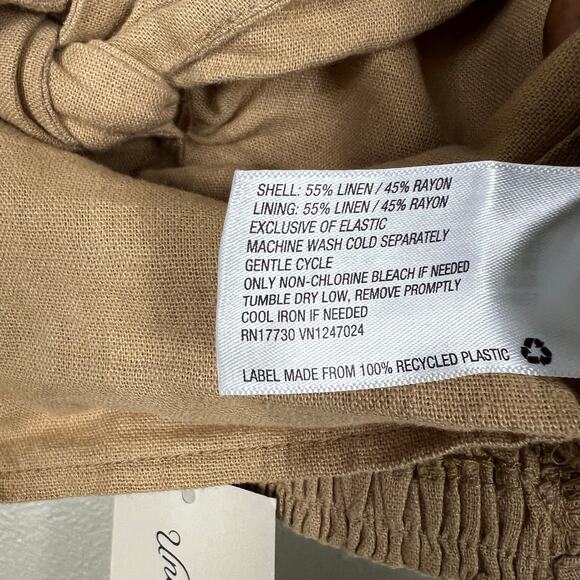 SHELL: 55% LINEN / 45% RAYON
LINING: 55% LINEN / 45% RAYON
EXCLUSIVE OF ELASTIC
MACHINE WASH COLD SEPARATELY
GENTLE CYCLE
ONLY NON-CHLORINE BLEACH IF NEEDED
TUMBLE DRY LOW, REMOVE PROMPTLY
COOL IRON IF NEEDED
RN17730 VN1247024
LABEL MADE FROM 100% RECYCLED PLASTIC